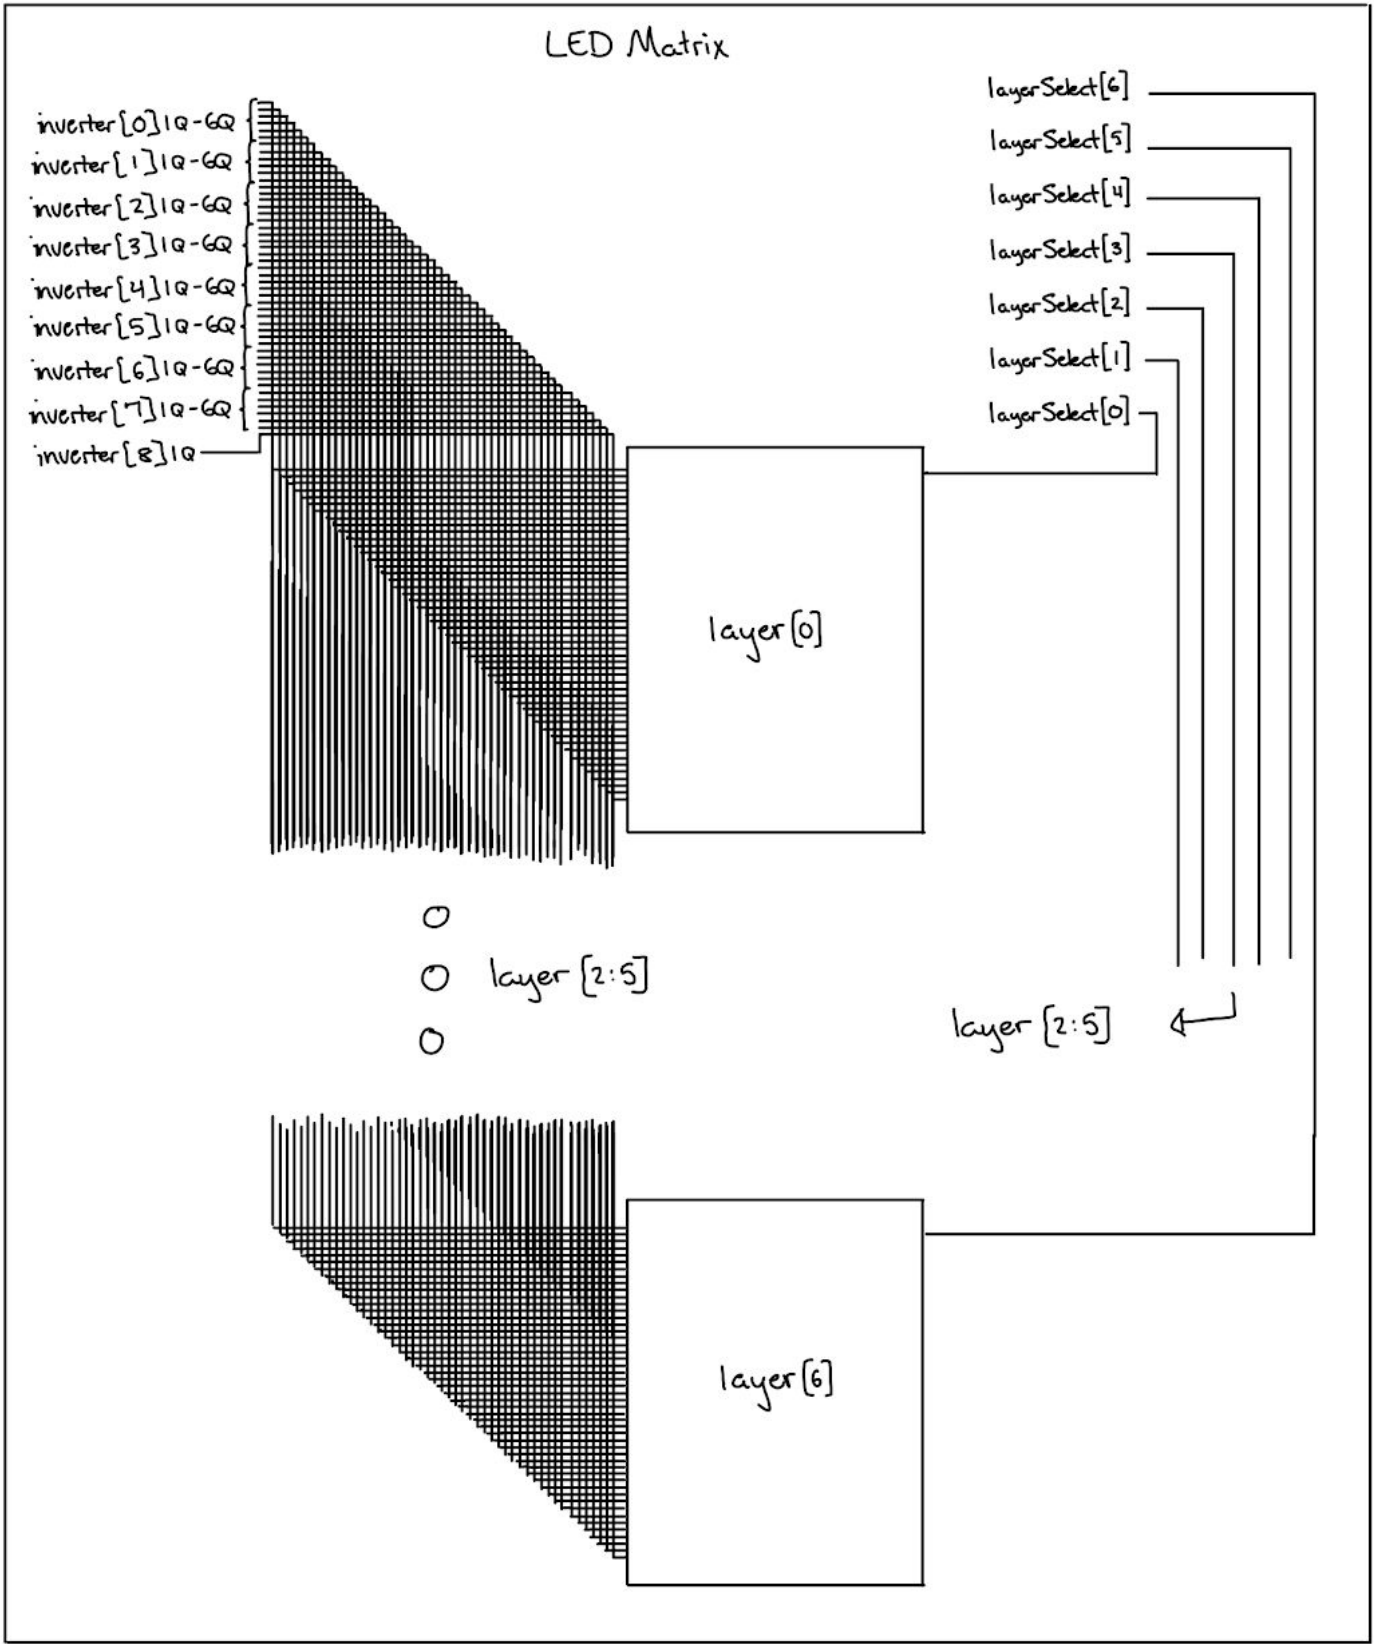 LED Matrix
inverter[0]1Q-6Q
inverter[1]1Q-6Q
inverter[2]1Q-6Q
inverter[3]1Q-6Q
inverter[4]1Q-6Q
inverter[5]1Q-6Q
inverter[6]1Q-6Q
inverter[7]1Q-6Q
inverter[8]1Q
layerSelect[6]
layerSelect[5]
layerSelect[4]
layerSelect[3]
layerSelect[2]
layerSelect[1]
layerSelect[0]
layer[0]
layer[2:5]
layer[2:5]
layer[6]